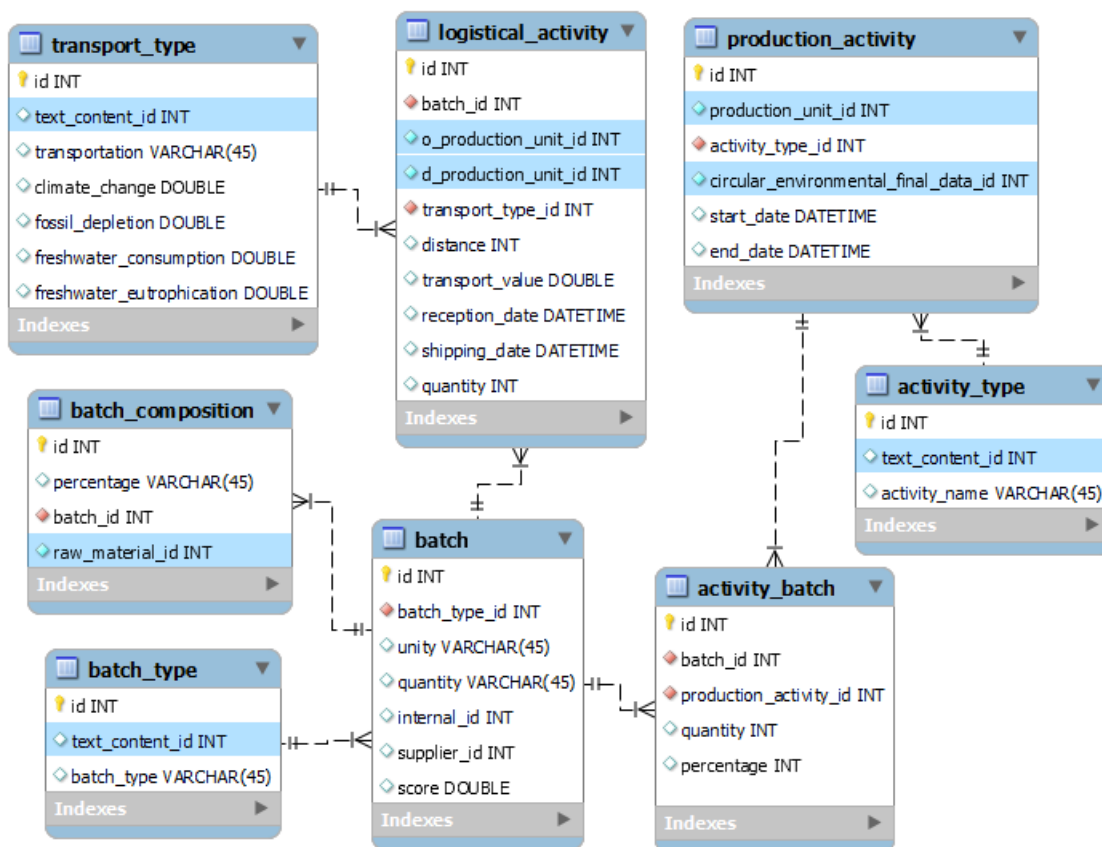 transport_type
id INT
text_content_id INT
transportation VARCHAR(45)
climate_change DOUBLE
fossil_depletion DOUBLE
freshwater_consumption DOUBLE
freshwater_eutrophication DOUBLE
Indexes
logistical_activity
id INT
batch_id INT
o_production_unit_id INT
d_production_unit_id INT
transport_type_id INT
distance INT
transport_value DOUBLE
reception_date DATETIME
shipping_date DATETIME
quantity INT
Indexes
production_activity
id INT
production_unit_id INT
activity_type_id INT
circular_environmental_final_data_id INT
start_date DATETIME
end_date DATETIME
Indexes
activity_type
id INT
text_content_id INT
activity_name VARCHAR(45)
Indexes
batch_composition
id INT
percentage VARCHAR(45)
batch_id INT
raw_material_id INT
Indexes
batch
id INT
batch_type_id INT
unity VARCHAR(45)
quantity VARCHAR(45)
internal_id INT
supplier_id INT
score DOUBLE
Indexes
activity_batch
id INT
batch_id INT
production_activity_id INT
quantity INT
percentage INT
Indexes
batch_type
id INT
text_content_id INT
batch_type VARCHAR(45)
Indexes